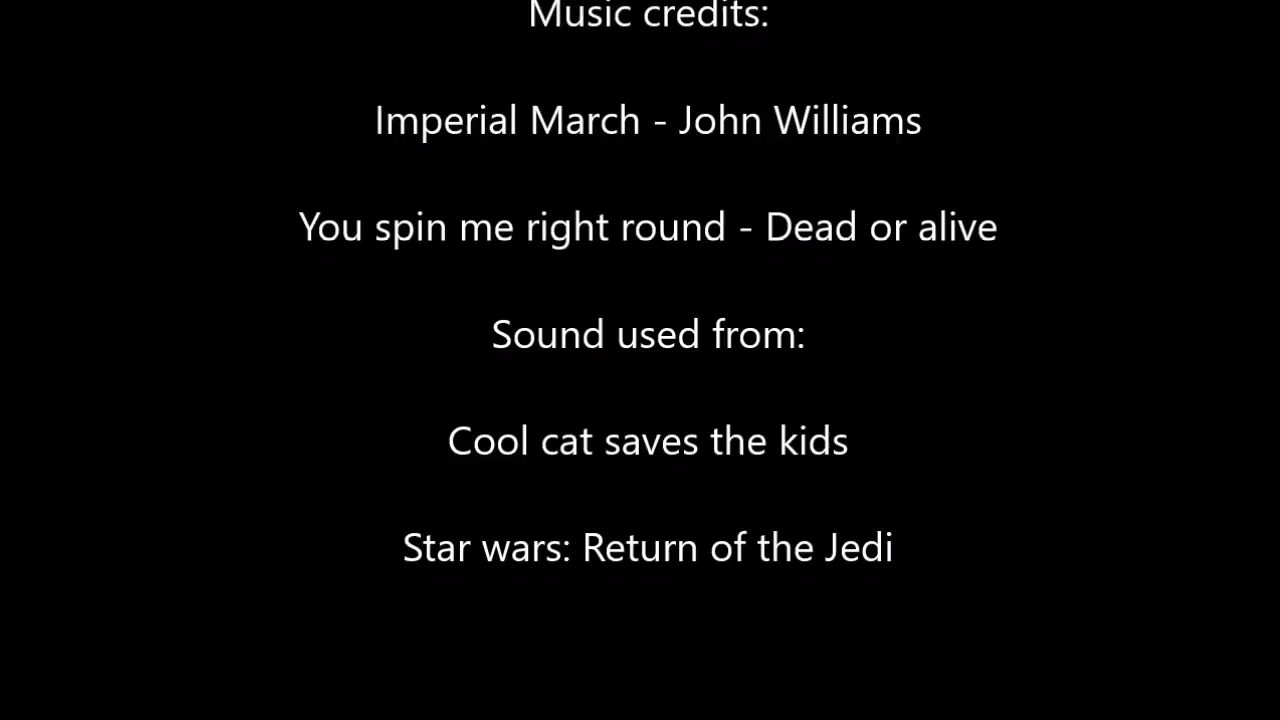 Music credits:
Imperial March - John Williams
You spin me right round - Dead or alive
Sound used from:
Cool cat saves the kids
Star wars: Return of the Jedi